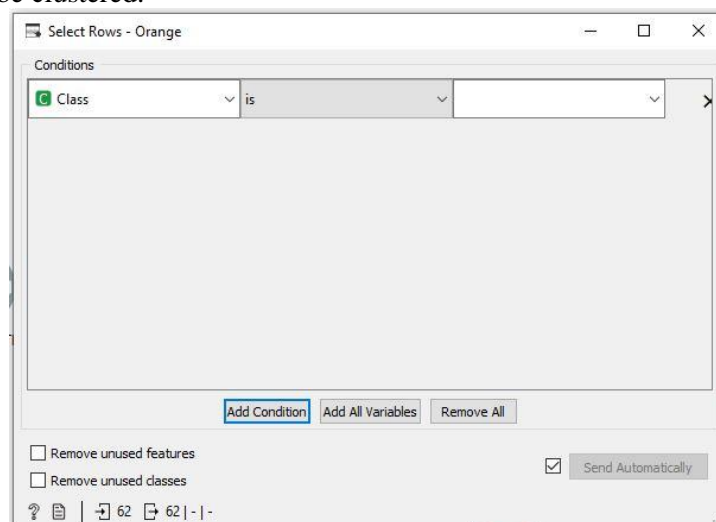 be clustered.
Select Rows - Orange
Conditions
C Class is
Add Condition Add All Variables Remove All
Remove unused features
Send Automatically
Remove unused classes
? 62 62 | - | -